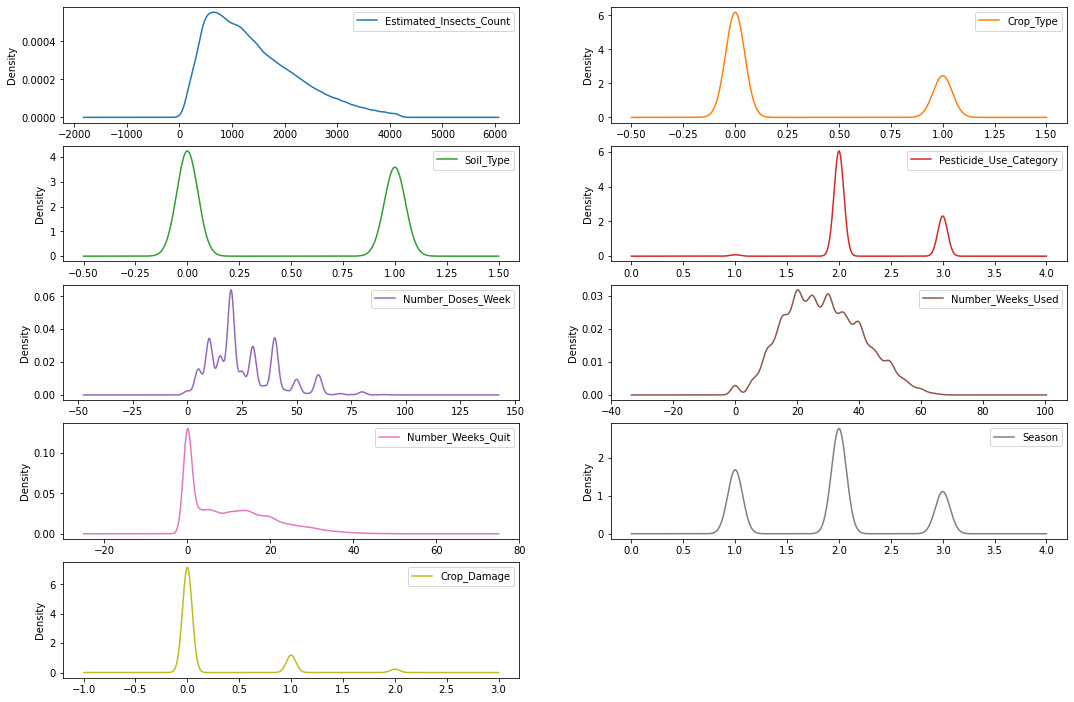 Density
0.0004
0.0002
0.0000
Estimated_Insects_Count
−2000 −1000 0 1000 2000 3000 4000 5000 6000
Density
6
4
2
0
Crop_Type
−0.50 −0.25 0.00 0.25 0.50 0.75 1.00 1.25 1.50
Density
4
3
2
1
0
Soil_Type
−0.50 −0.25 0.00 0.25 0.50 0.75 1.00 1.25 1.50
Density
6
4
2
0
Pesticide_Use_Category
0.0 0.5 1.0 1.5 2.0 2.5 3.0 3.5 4.0
Density
0.06
0.04
0.02
0.00
Number_Doses_Week
−50 −25 0 25 50 75 100 125 150
Density
0.03
0.02
0.01
0.00
Number_Weeks_Used
−40 −20 0 20 40 60 80 100
Density
0.10
0.05
0.00
Number_Weeks_Quit
−20 0 20 40 60 80
Density
2
1
0
Season
0.0 0.5 1.0 1.5 2.0 2.5 3.0 3.5 4.0
Density
6
4
2
0
Crop_Damage
−1.0 −0.5 0.0 0.5 1.0 1.5 2.0 2.5 3.0